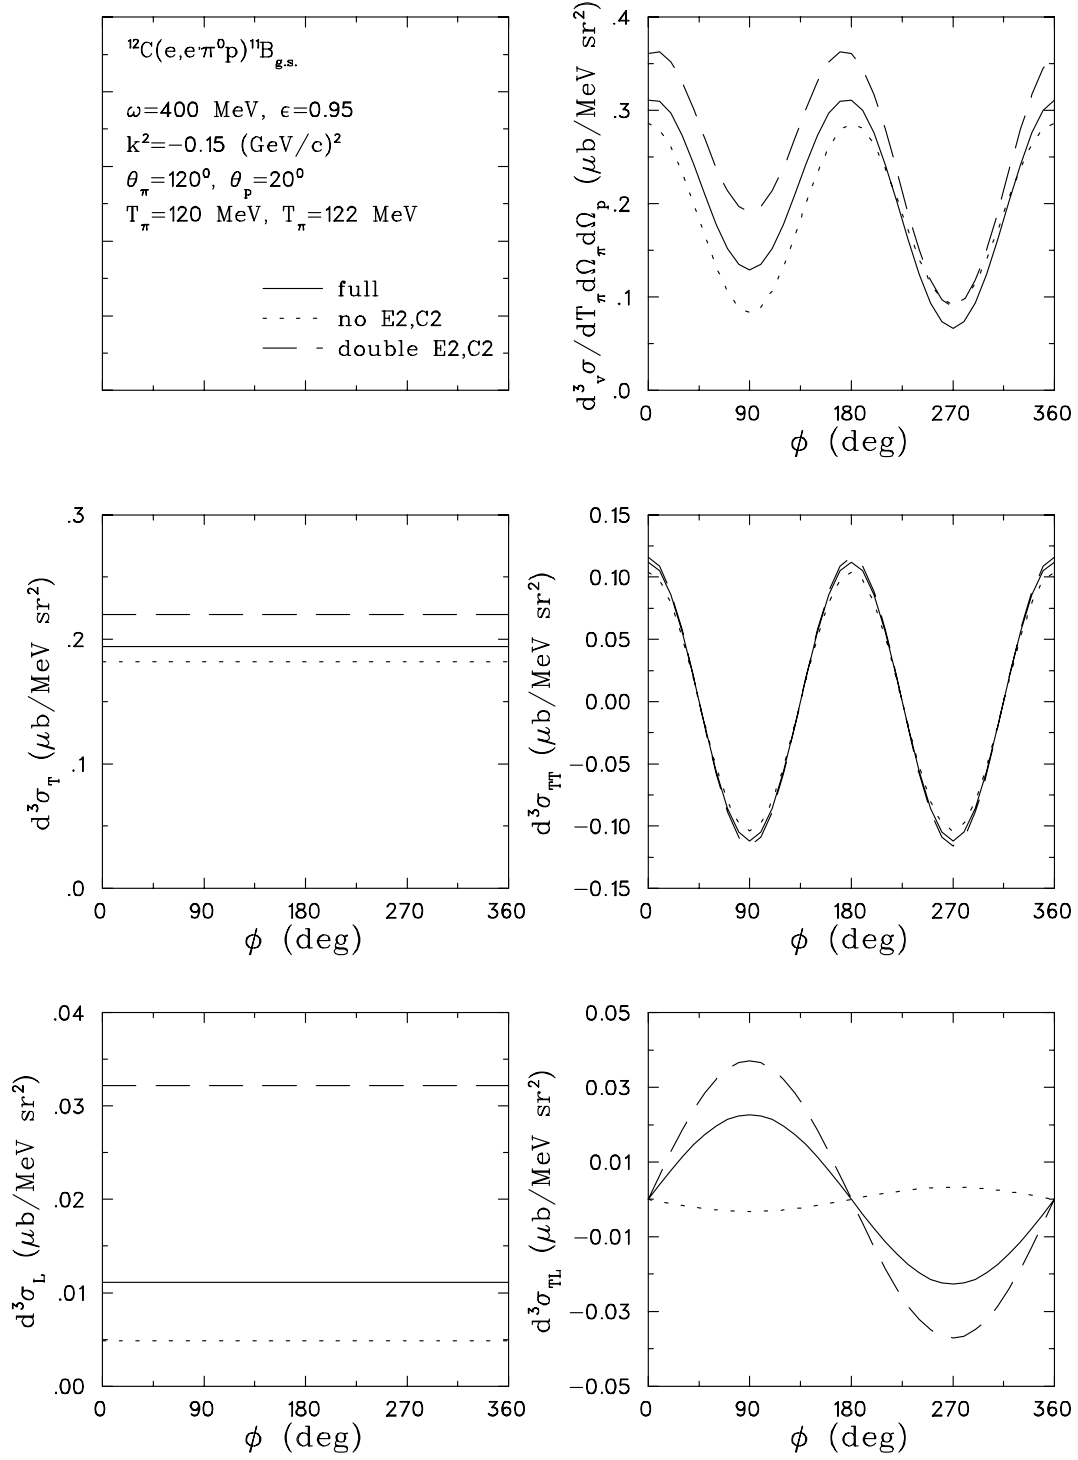 ¹²C(e,e'π⁰p)¹¹B_g.s.
ω=400 MeV, ϵ=0.95
k²=−0.15 (GeV/c)²
θ_π=120⁰, θ_p=20⁰
T_π=120 MeV, T_π=122 MeV
full
no E2,C2
double E2,C2
d³_vσ/dT_πdΩ_πdΩ_p (μb/MeV sr²)
.4
.3
.2
.1
.0
0 90 180 270 360
ϕ (deg)
d³σ_T (μb/MeV sr²)
.3
.2
.1
.0
0 90 180 270 360
ϕ (deg)
d³σ_TT (μb/MeV sr²)
0.15
0.10
0.05
0.00
−0.05
−0.10
−0.15
0 90 180 270 360
ϕ (deg)
d³σ_L (μb/MeV sr²)
.04
.03
.02
.01
.00
0 90 180 270 360
ϕ (deg)
d³σ_TL (μb/MeV sr²)
0.05
0.03
0.01
−0.01
−0.03
−0.05
0 90 180 270 360
ϕ (deg)